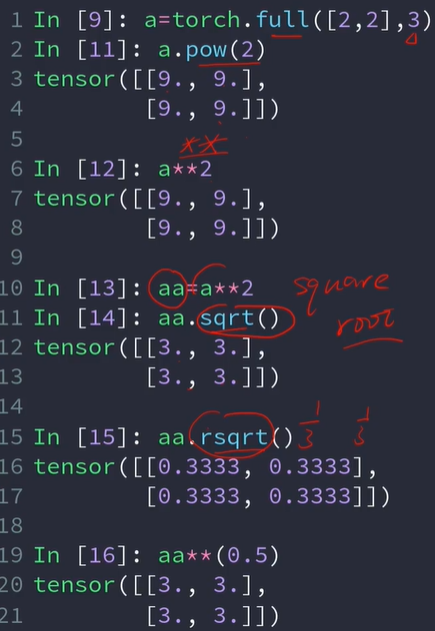 1 In [9]: a=torch.full([2,2],3)
2 In [11]: a.pow(2)
3 tensor([[9., 9.],
4 [9., 9.]])
5
**
6 In [12]: a**2
7 tensor([[9., 9.],
8 [9., 9.]])
9
10 In [13]: aa=a**2 square
11 In [14]: aa.sqrt() root
12 tensor([[3., 3.],
13 [3., 3.]])
14
15 In [15]: aa.rsqrt() 1/3 1/3
16 tensor([[0.3333, 0.3333],
17 [0.3333, 0.3333]])
18
19 In [16]: aa**(0.5)
20 tensor([[3., 3.],
21 [3., 3.]])